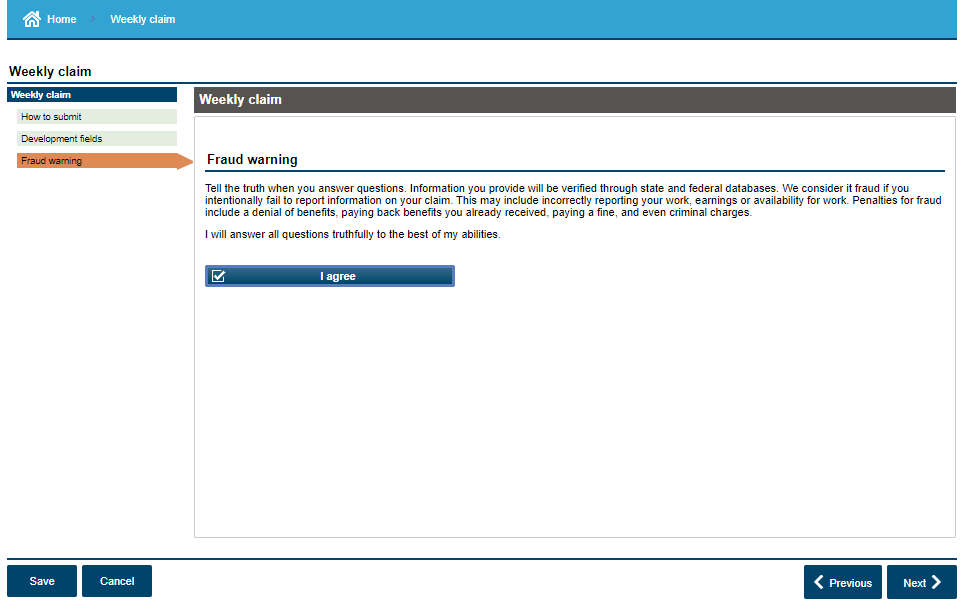 Home > Weekly claim
Weekly claim
Weekly claim
How to submit
Development fields
Fraud warning
Weekly claim
Fraud warning
Tell the truth when you answer questions. Information you provide will be verified through state and federal databases. We consider it fraud if you
intentionally fail to report information on your claim. This may include incorrectly reporting your work, earnings or availability for work. Penalties for fraud
include a denial of benefits, paying back benefits you already received, paying a fine, and even criminal charges.
I will answer all questions truthfully to the best of my abilities.
I agree
Save Cancel Previous Next